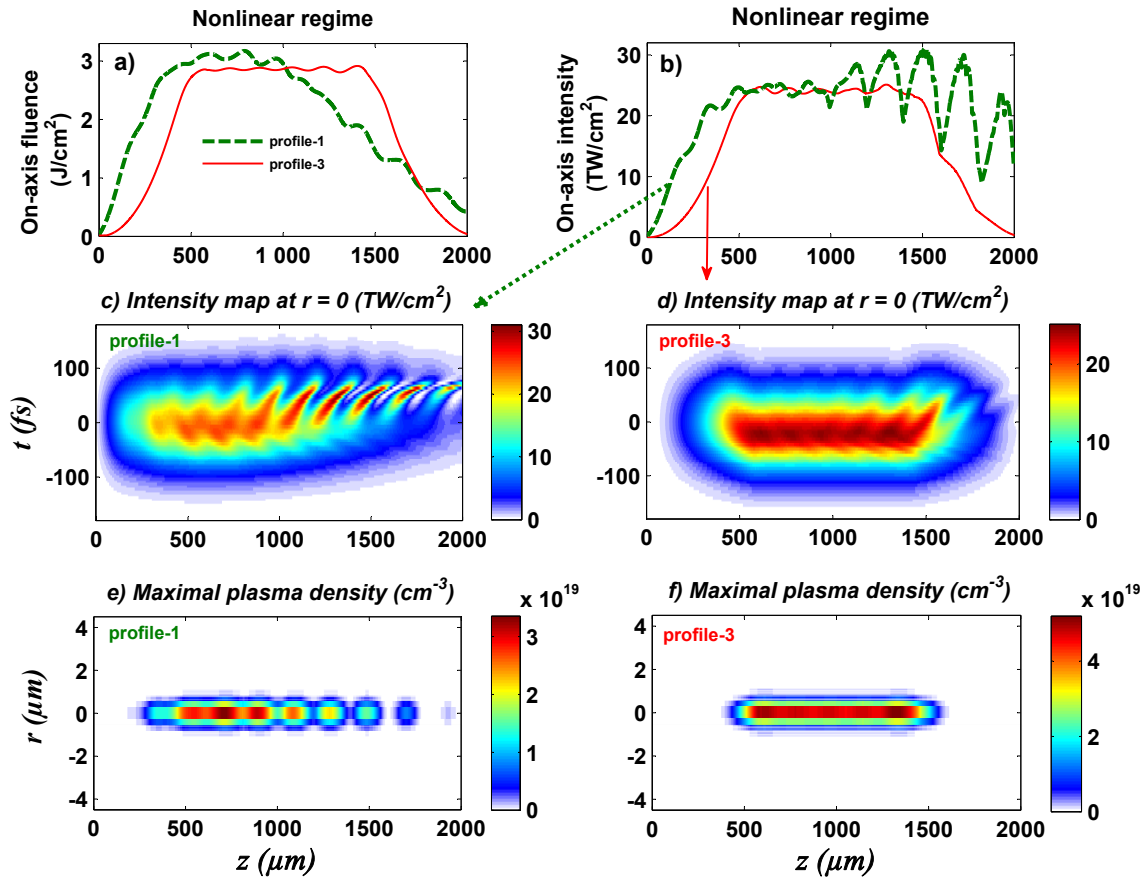 Nonlinear regime
Nonlinear regime
a)
On-axis fluence
(J/cm²)
3
2
1
0
profile-1
profile-3
0 500 1000 1500 2000
b)
On-axis intensity
(TW/cm²)
30
20
10
0
0 500 1000 1500 2000
c) Intensity map at r = 0 (TW/cm²)
profile-1
t (fs)
100
0
-100
0 500 1000 1500 2000
30
20
10
0
d) Intensity map at r = 0 (TW/cm²)
profile-3
100
0
-100
0 500 1000 1500 2000
20
10
0
e) Maximal plasma density (cm⁻³)
x 10¹⁹
profile-1
r (μm)
4
2
0
-2
-4
0 500 1000 1500 2000
z (μm)
3
2
1
0
f) Maximal plasma density (cm⁻³)
x 10¹⁹
profile-3
4
2
0
-2
-4
0 500 1000 1500 2000
z (μm)
4
2
0